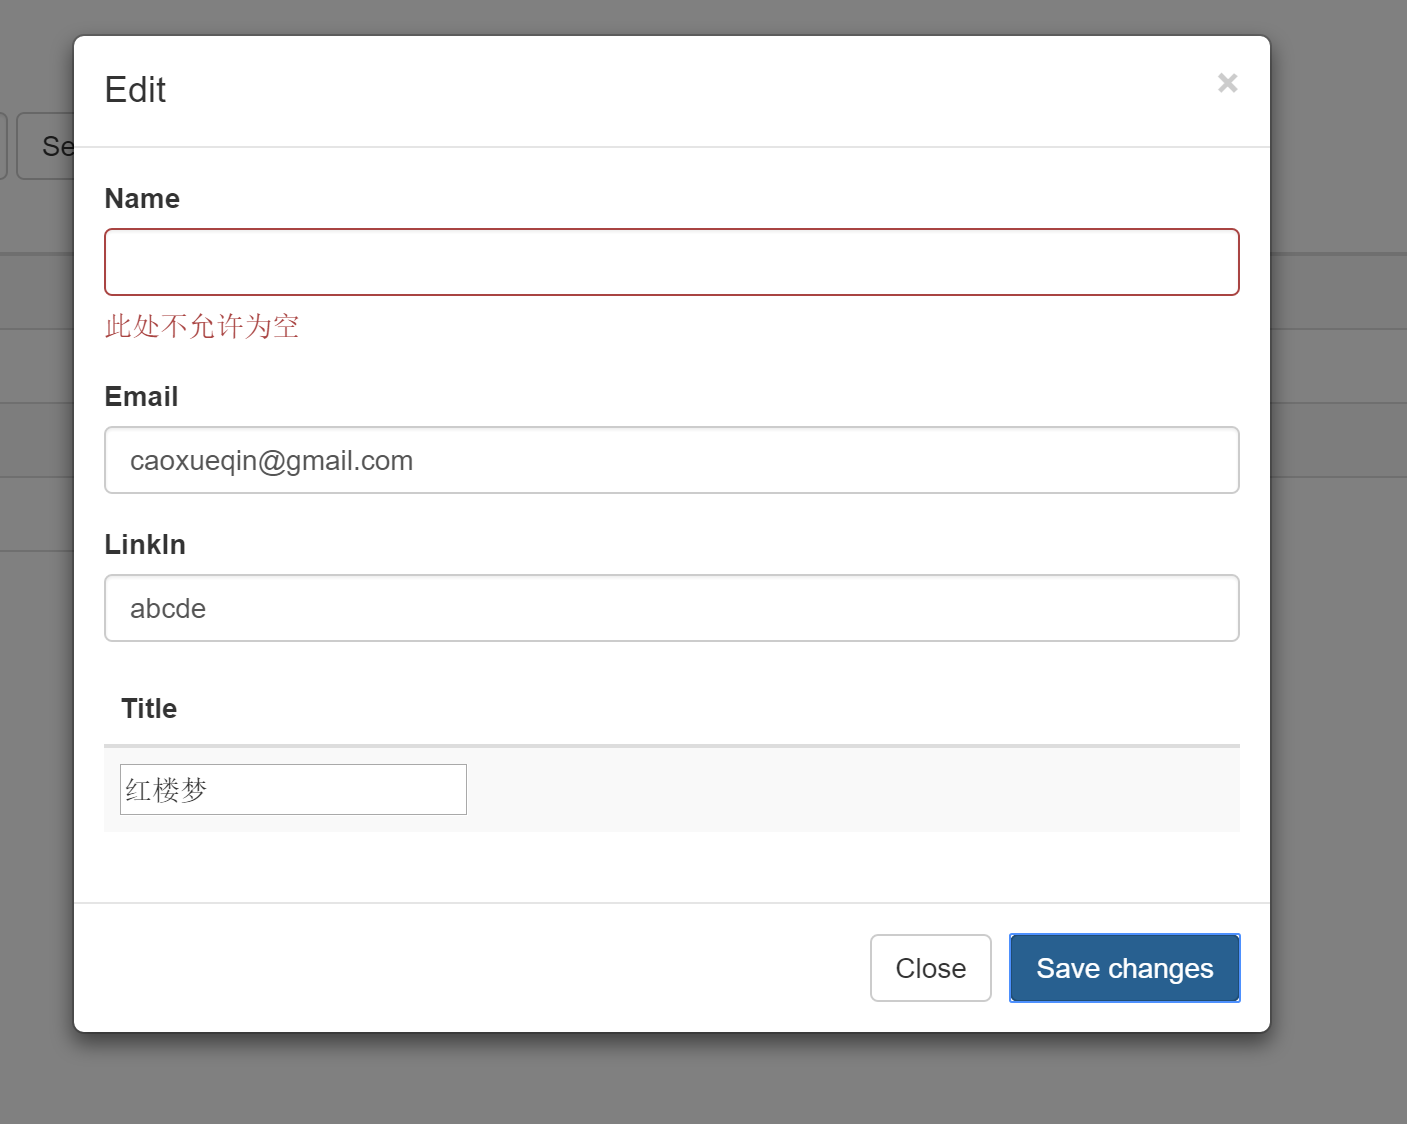 Edit
×
Se
Name
此处不允许为空
Email
caoxueqin@gmail.com
LinkIn
abcde
Title
红楼梦
Close
Save changes